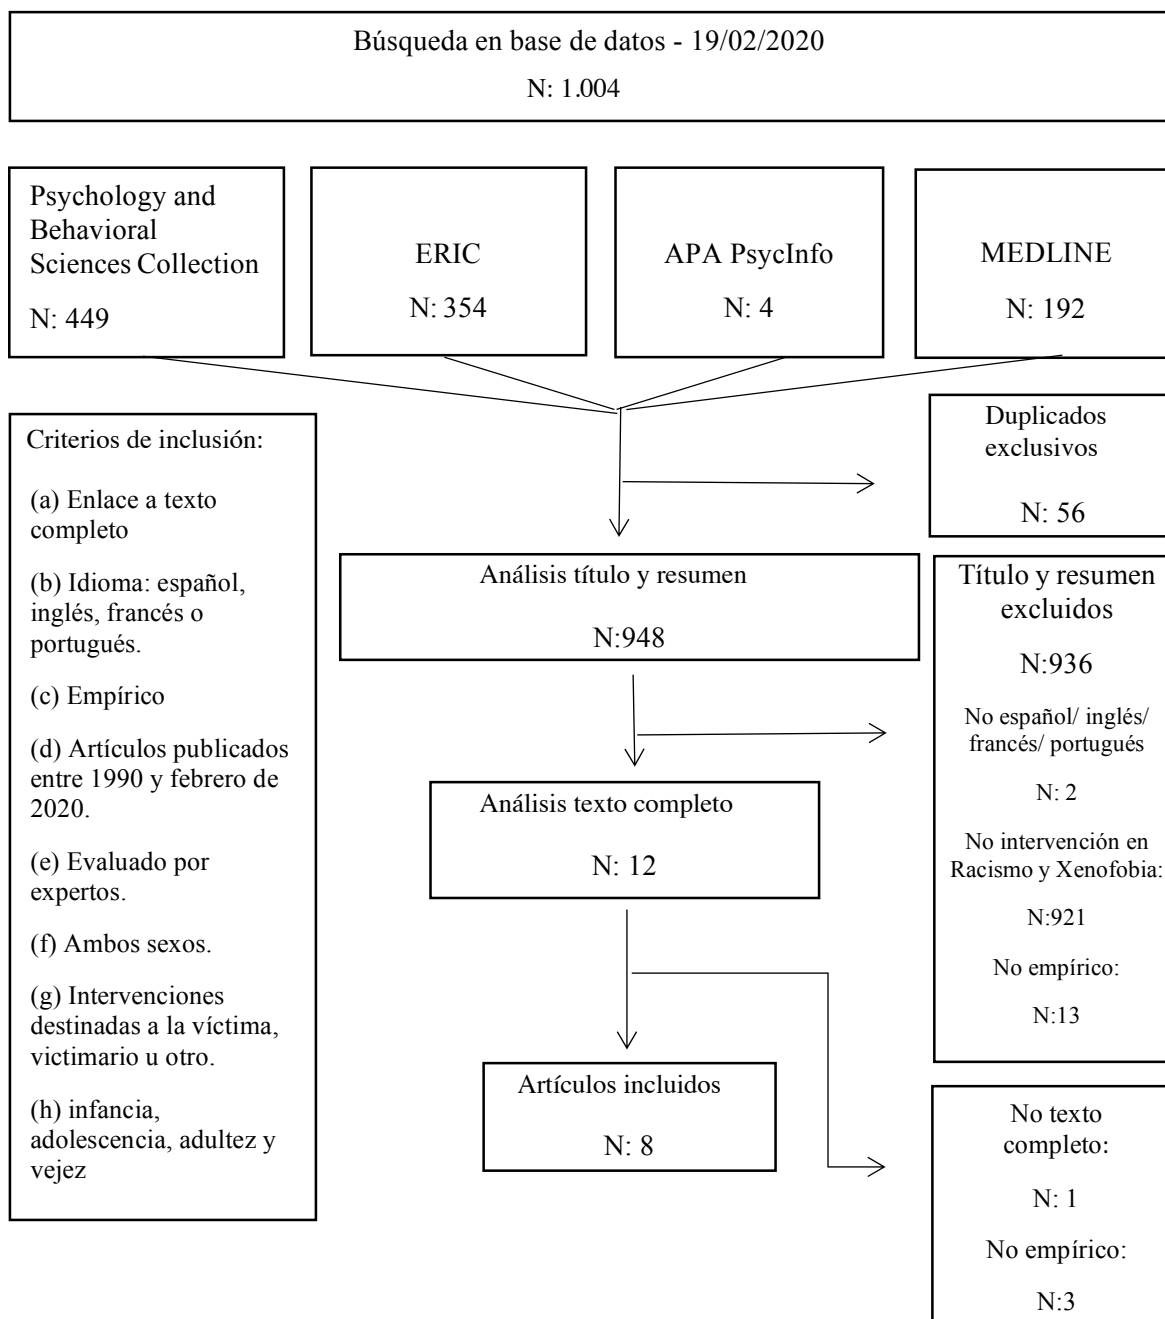 Búsqueda en base de datos - 19/02/2020
N: 1.004
Psychology and
Behavioral
Sciences Collection
N: 449
ERIC
N: 354
APA PsycInfo
N: 4
MEDLINE
N: 192
Criterios de inclusión:
(a) Enlace a texto
completo
(b) Idioma: español,
inglés, francés o
portugués.
(c) Empírico
(d) Artículos publicados
entre 1990 y febrero de
2020.
(e) Evaluado por
expertos.
(f) Ambos sexos.
(g) Intervenciones
destinadas a la víctima,
victimario u otro.
(h) infancia,
adolescencia, adultez y
vejez
Duplicados
exclusivos
N: 56
Análisis título y resumen
N:948
Título y resumen
excluidos
N:936
No español/ inglés/
francés/ portugués
N: 2
No intervención en
Racismo y Xenofobia:
N:921
No empírico:
N:13
Análisis texto completo
N: 12
Artículos incluidos
N: 8
No texto
completo:
N: 1
No empírico:
N:3